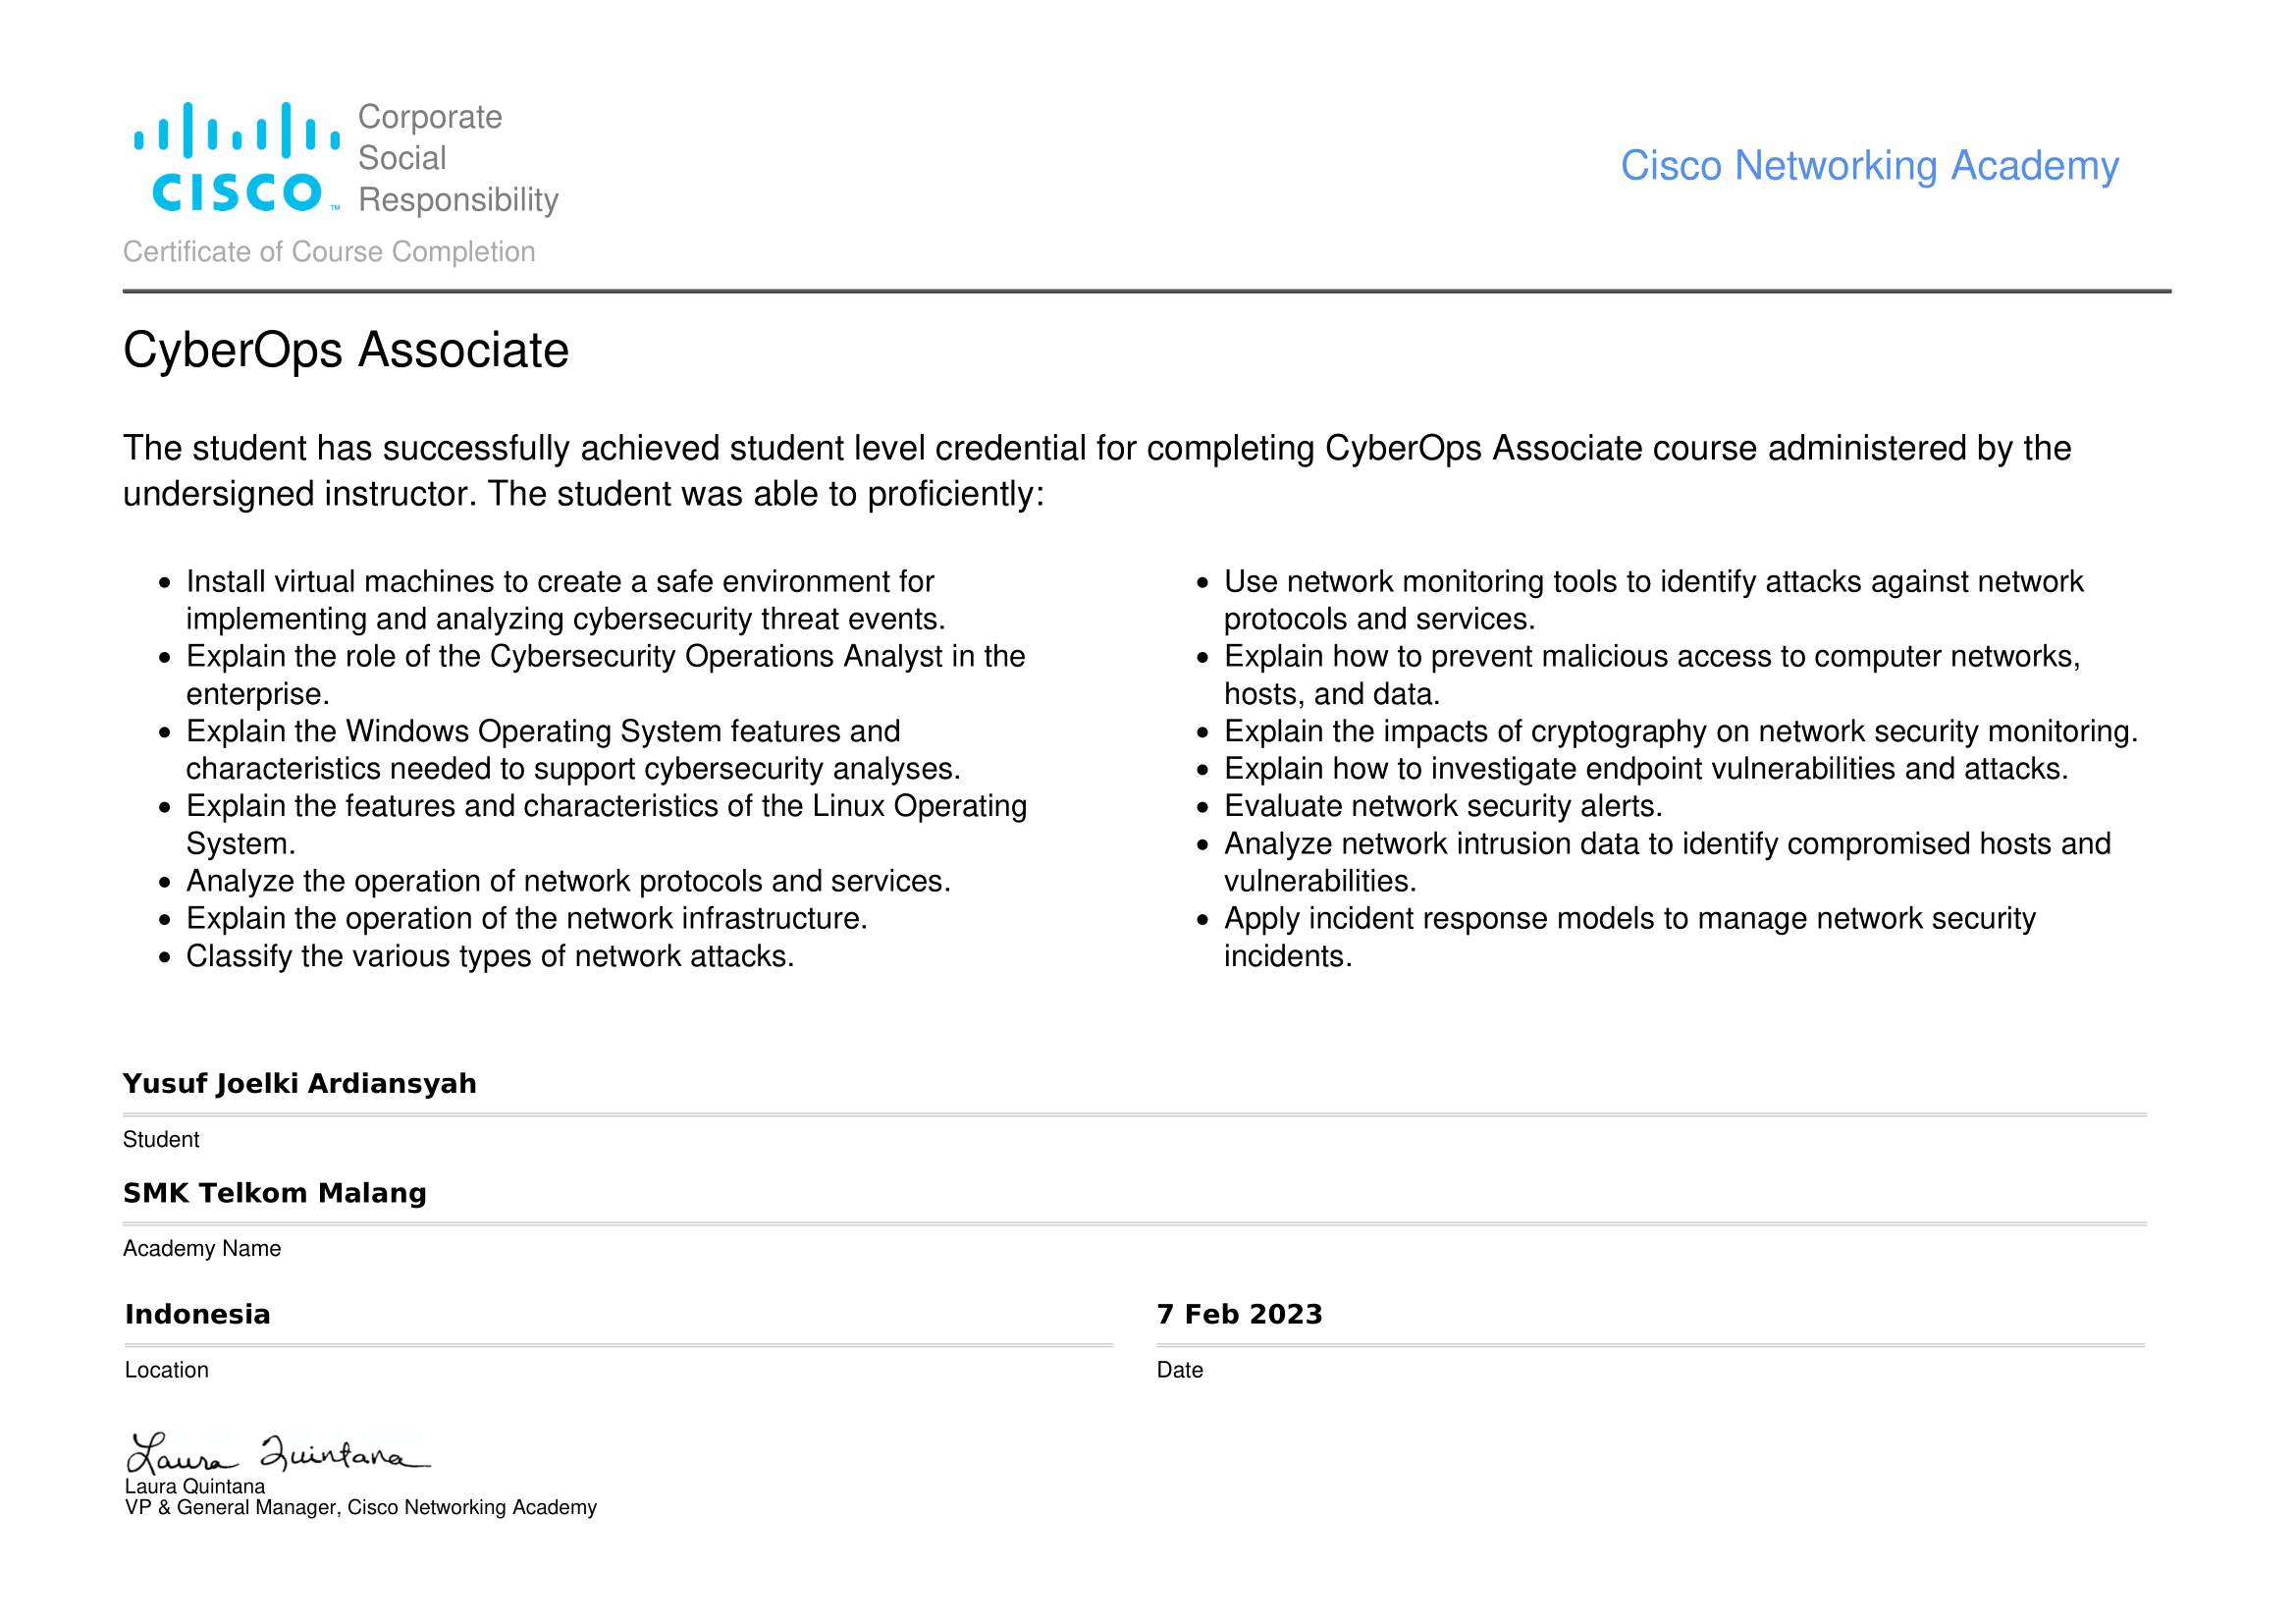 Corporate
Social
Responsibility
CISCO™
Cisco Networking Academy
Certificate of Course Completion
CyberOps Associate
The student has successfully achieved student level credential for completing CyberOps Associate course administered by the
undersigned instructor. The student was able to proficiently:
• Install virtual machines to create a safe environment for
implementing and analyzing cybersecurity threat events.
• Explain the role of the Cybersecurity Operations Analyst in the
enterprise.
• Explain the Windows Operating System features and
characteristics needed to support cybersecurity analyses.
• Explain the features and characteristics of the Linux Operating
System.
• Analyze the operation of network protocols and services.
• Explain the operation of the network infrastructure.
• Classify the various types of network attacks.
• Use network monitoring tools to identify attacks against network
protocols and services.
• Explain how to prevent malicious access to computer networks,
hosts, and data.
• Explain the impacts of cryptography on network security monitoring.
• Explain how to investigate endpoint vulnerabilities and attacks.
• Evaluate network security alerts.
• Analyze network intrusion data to identify compromised hosts and
vulnerabilities.
• Apply incident response models to manage network security
incidents.
Yusuf Joelki Ardiansyah
Student
SMK Telkom Malang
Academy Name
Indonesia
Location
7 Feb 2023
Date
Laura Quintana
Laura Quintana
VP & General Manager, Cisco Networking Academy